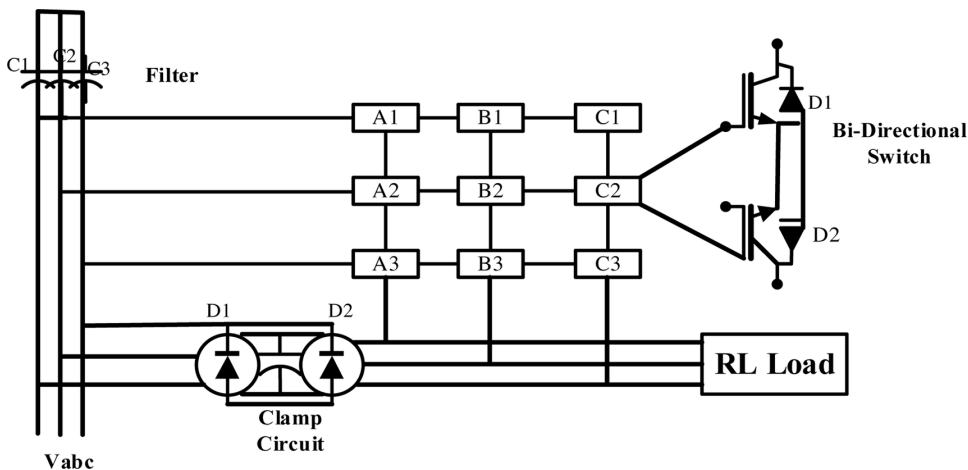 C1 C2 C3
Filter
A1 B1 C1
D1
Bi-Directional
Switch
A2 B2 C2
D2
A3 B3 C3
D1 D2
RL Load
Clamp
Circuit
Vabc